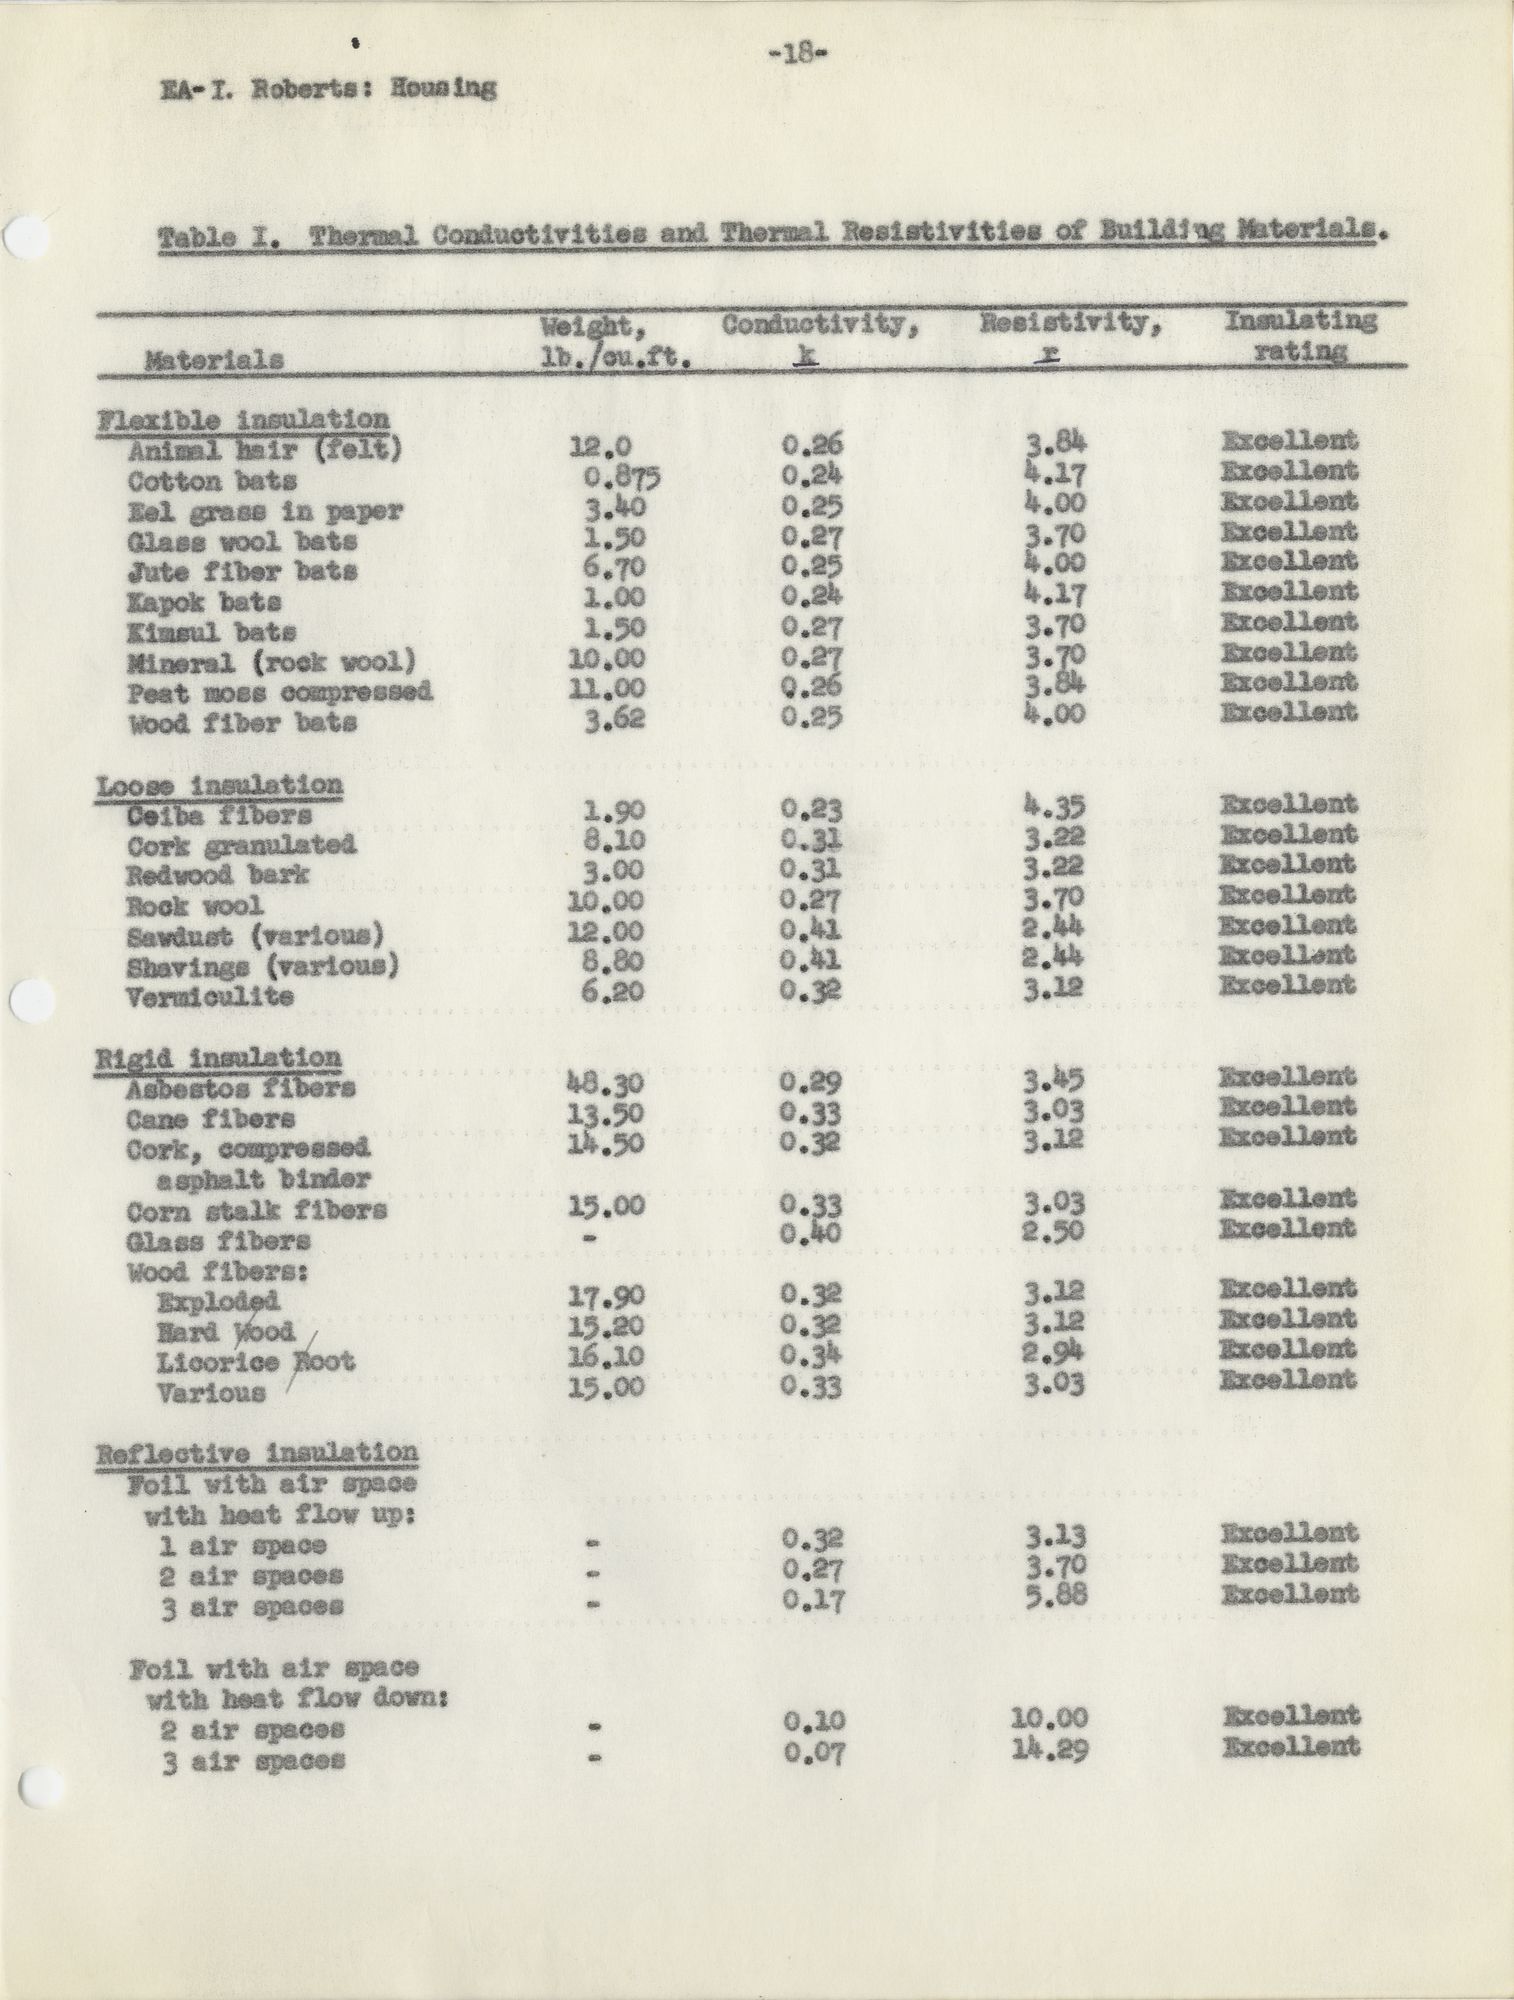 -18-
EA-I. Roberts: Housing
Table I. Thermal Conductivities and Thermal Resistivities of Building Materials.
Materials Weight, lb./cu.ft. Conductivity, k Resistivity, r Insulating rating
Flexible insulation
Animal hair (felt) 12.0 0.26 3.84 Excellent
Cotton bats 0.875 0.24 4.17 Excellent
Eel grass in paper 3.40 0.25 4.00 Excellent
Glass wool bats 1.50 0.27 3.70 Excellent
Jute fiber bats 6.70 0.25 4.00 Excellent
Kapok bats 1.00 0.24 4.17 Excellent
Kimsul bats 1.50 0.27 3.70 Excellent
Mineral (rock wool) 10.00 0.27 3.70 Excellent
Peat moss compressed 11.00 0.26 3.84 Excellent
Wood fiber bats 3.62 0.25 4.00 Excellent
Loose insulation
Ceiba fibers 1.90 0.23 4.35 Excellent
Cork granulated 8.10 0.31 3.22 Excellent
Redwood bark 3.00 0.31 3.22 Excellent
Rock wool 10.00 0.27 3.70 Excellent
Sawdust (various) 12.00 0.41 2.44 Excellent
Shavings (various) 8.80 0.41 2.44 Excellent
Vermiculite 6.20 0.32 3.12 Excellent
Rigid insulation
Asbestos fibers 48.30 0.29 3.45 Excellent
Cane fibers 13.50 0.33 3.03 Excellent
Cork, compressed 14.50 0.32 3.12 Excellent
asphalt binder
Corn stalk fibers 15.00 0.33 3.03 Excellent
Glass fibers - 0.40 2.50 Excellent
Wood fibers:
Exploded 17.90 0.32 3.12 Excellent
Hard Wood 15.20 0.32 3.12 Excellent
Licorice Root 16.10 0.34 2.94 Excellent
Various 15.00 0.33 3.03 Excellent
Reflective insulation
Foil with air space
with heat flow up:
1 air space - 0.32 3.13 Excellent
2 air spaces - 0.27 3.70 Excellent
3 air spaces - 0.17 5.88 Excellent
Foil with air space
with heat flow down:
2 air spaces - 0.10 10.00 Excellent
3 air spaces - 0.07 14.29 Excellent